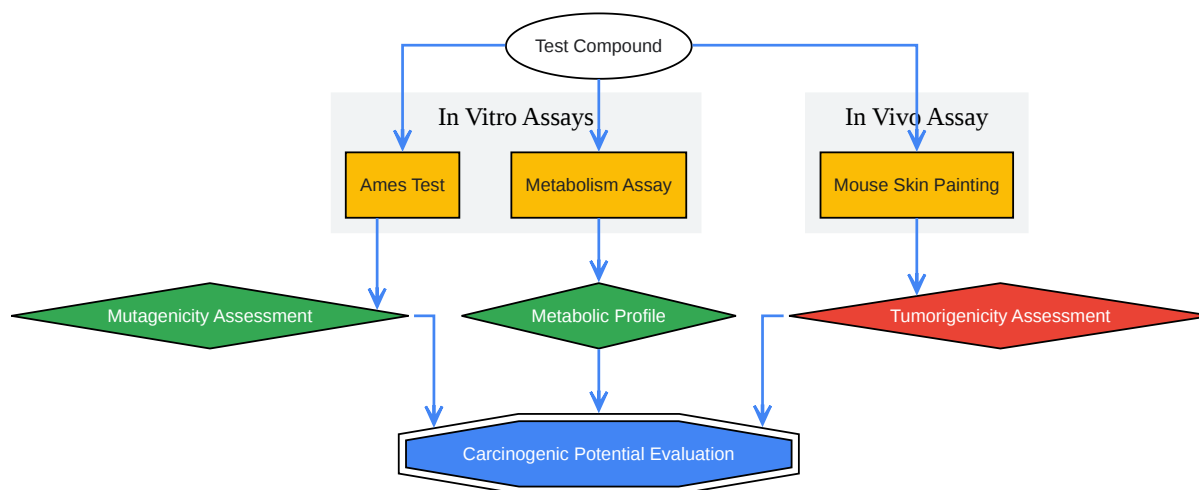 Test Compound
In Vitro Assays
In Vivo Assay
Ames Test
Metabolism Assay
Mouse Skin Painting
Mutagenicity Assessment
Metabolic Profile
Tumorigenicity Assessment
Carcinogenic Potential Evaluation